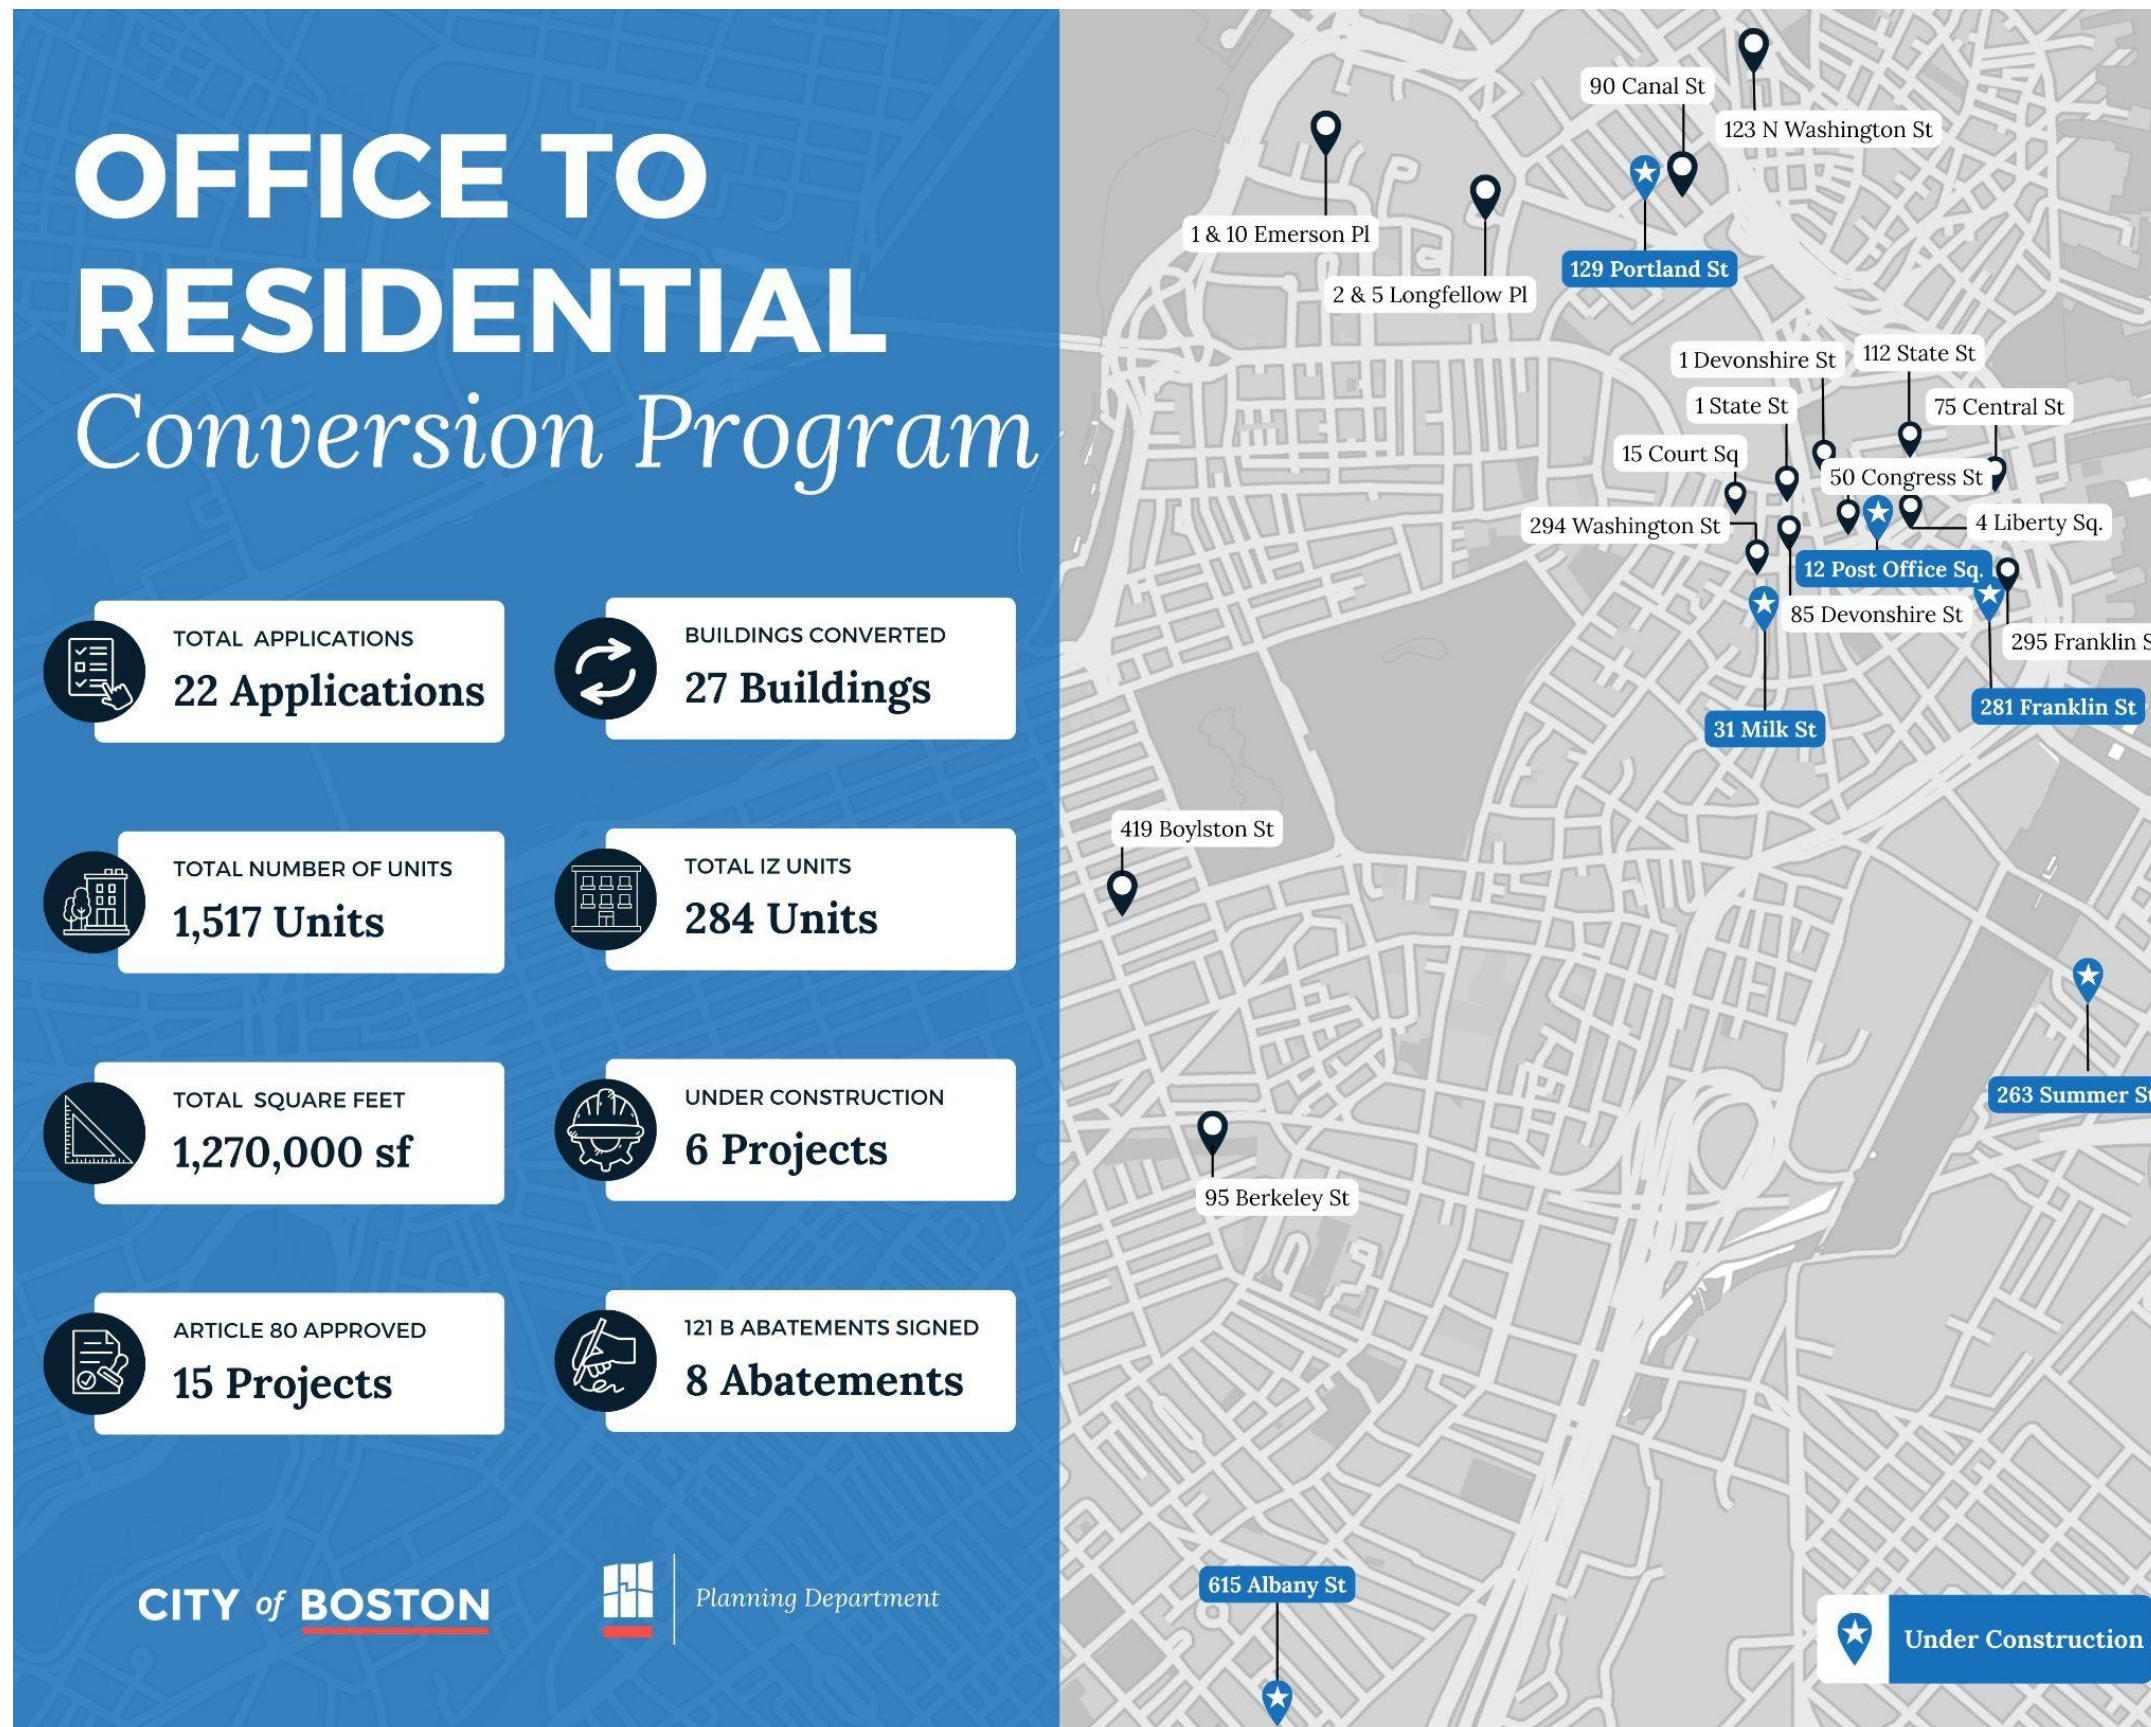 OFFICE TO
RESIDENTIAL
Conversion Program
TOTAL APPLICATIONS
22 Applications
BUILDINGS CONVERTED
27 Buildings
TOTAL NUMBER OF UNITS
1,517 Units
TOTAL IZ UNITS
284 Units
TOTAL SQUARE FEET
1,270,000 sf
UNDER CONSTRUCTION
6 Projects
ARTICLE 80 APPROVED
15 Projects
121 B ABATEMENTS SIGNED
8 Abatements
CITY of BOSTON
Planning Department
90 Canal St
123 N Washington St
1 & 10 Emerson Pl
129 Portland St
2 & 5 Longfellow Pl
1 Devonshire St
112 State St
1 State St
75 Central St
15 Court Sq
50 Congress St
294 Washington St
4 Liberty Sq.
12 Post Office Sq.
85 Devonshire St
295 Franklin S
281 Franklin St
31 Milk St
419 Boylston St
263 Summer St
95 Berkeley St
615 Albany St
Under Construction